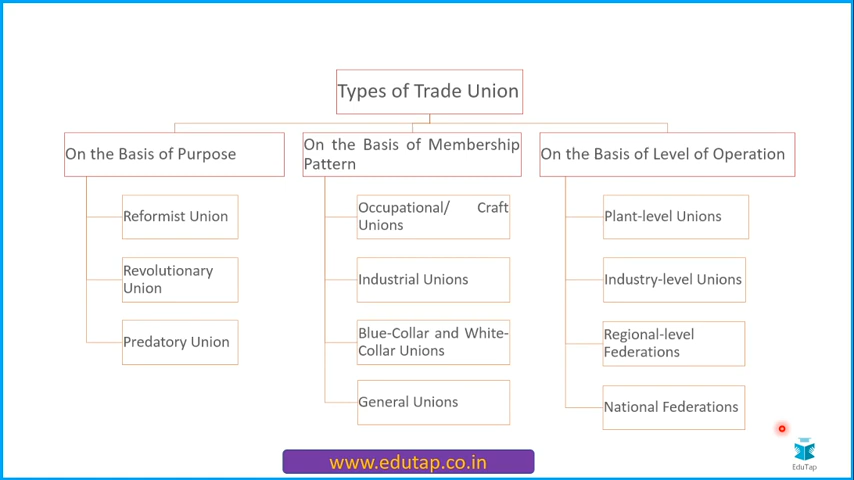 Types of Trade Union
On the Basis of Purpose
Reformist Union
Revolutionary
Union
Predatory Union
On the Basis of Membership
Pattern
Occupational/ Craft
Unions
Industrial Unions
Blue-Collar and White-
Collar Unions
General Unions
On the Basis of Level of Operation
Plant-level Unions
Industry-level Unions
Regional-level
Federations
National Federations
www.edutap.co.in
EduTap